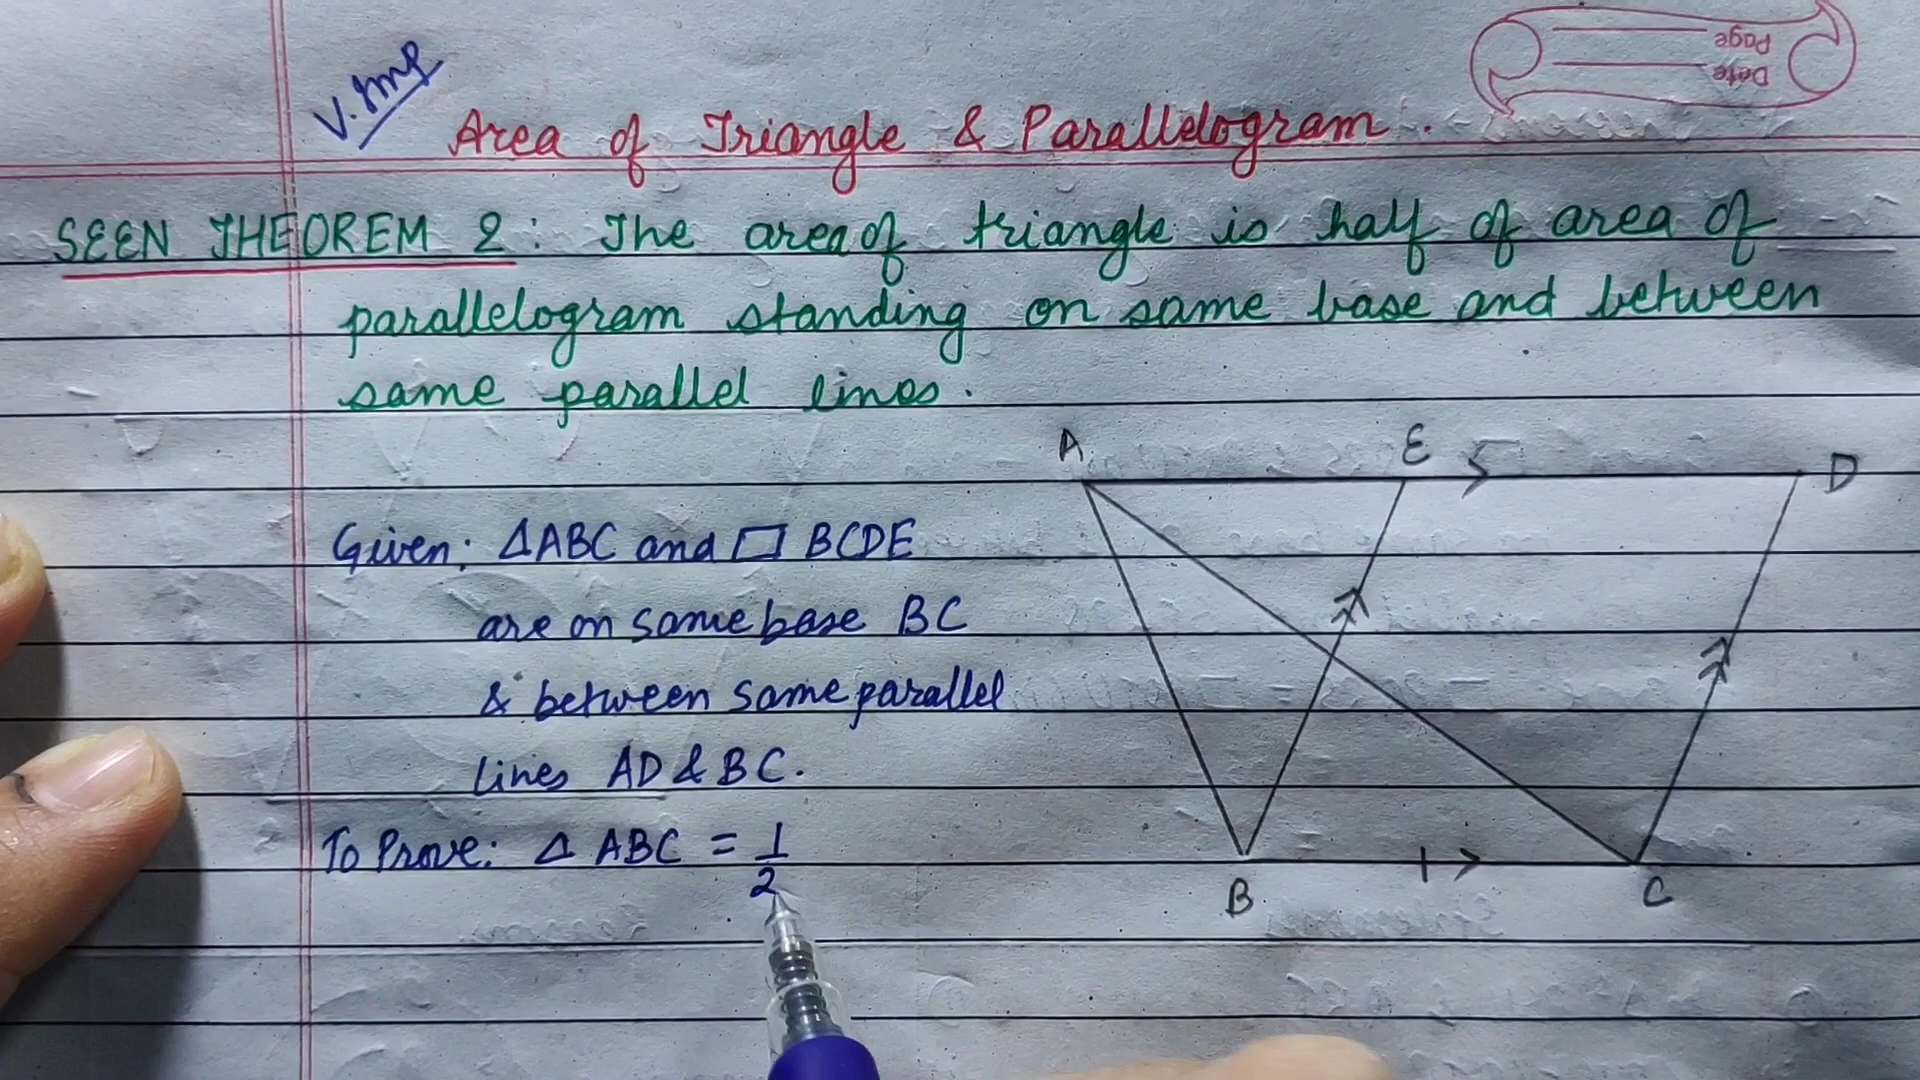 Page
Date
V. Imp
Area of Triangle & Parallelogram.
SEEN THEOREM 2: The area of triangle is half of area of
parallelogram standing on same base and between
same parallel lines.
Given: ΔABC and ▱ BCDE
are on same base BC
& between same parallel
lines AD & BC.
To Prove: Δ ABC = 1/2
A E D
B C